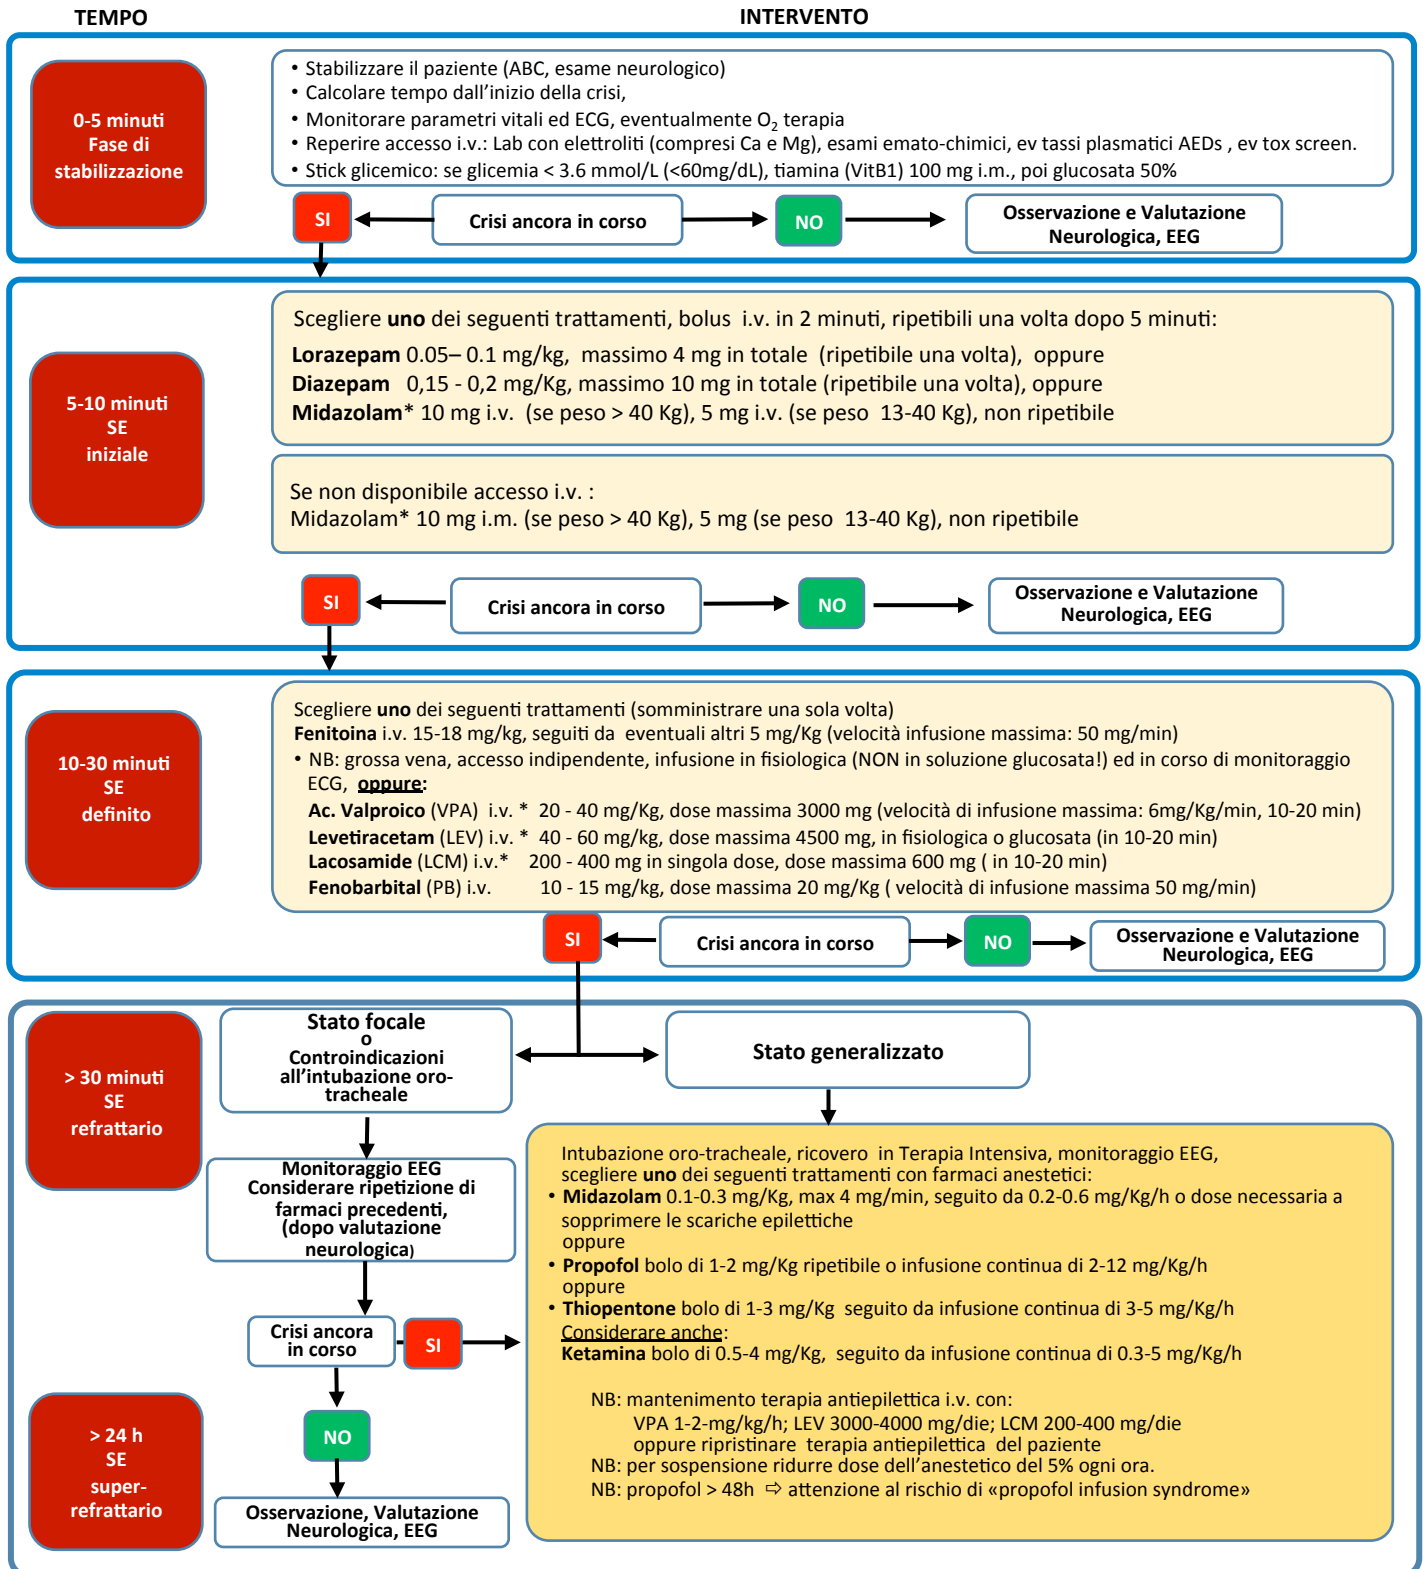 TEMPO
INTERVENTO
0-5 minuti
Fase di
stabilizzazione
• Stabilizzare il paziente (ABC, esame neurologico)
• Calcolare tempo dall’inizio della crisi,
• Monitorare parametri vitali ed ECG, eventualmente O₂ terapia
• Reperire accesso i.v.: Lab con elettroliti (compresi Ca e Mg), esami emato-chimici, ev tassi plasmatici AEDs , ev tox screen.
• Stick glicemico: se glicemia < 3.6 mmol/L (<60mg/dL), tiamina (VitB1) 100 mg i.m., poi glucosata 50%
SI
Crisi ancora in corso
NO
Osservazione e Valutazione
Neurologica, EEG
5-10 minuti
SE
iniziale
Scegliere uno dei seguenti trattamenti, bolus i.v. in 2 minuti, ripetibili una volta dopo 5 minuti:
Lorazepam 0.05– 0.1 mg/kg, massimo 4 mg in totale (ripetibile una volta), oppure
Diazepam 0,15 - 0,2 mg/Kg, massimo 10 mg in totale (ripetibile una volta), oppure
Midazolam* 10 mg i.v. (se peso > 40 Kg), 5 mg i.v. (se peso 13-40 Kg), non ripetibile
Se non disponibile accesso i.v. :
Midazolam* 10 mg i.m. (se peso > 40 Kg), 5 mg (se peso 13-40 Kg), non ripetibile
SI
Crisi ancora in corso
NO
Osservazione e Valutazione
Neurologica, EEG
10-30 minuti
SE
definito
Scegliere uno dei seguenti trattamenti (somministrare una sola volta)
Fenitoina i.v. 15-18 mg/kg, seguiti da eventuali altri 5 mg/Kg (velocità infusione massima: 50 mg/min)
• NB: grossa vena, accesso indipendente, infusione in fisiologica (NON in soluzione glucosata!) ed in corso di monitoraggio
ECG, oppure:
Ac. Valproico (VPA) i.v. * 20 - 40 mg/Kg, dose massima 3000 mg (velocità di infusione massima: 6mg/Kg/min, 10-20 min)
Levetiracetam (LEV) i.v. * 40 - 60 mg/kg, dose massima 4500 mg, in fisiologica o glucosata (in 10-20 min)
Lacosamide (LCM) i.v.* 200 - 400 mg in singola dose, dose massima 600 mg ( in 10-20 min)
Fenobarbital (PB) i.v. 10 - 15 mg/kg, dose massima 20 mg/Kg ( velocità di infusione massima 50 mg/min)
SI
Crisi ancora in corso
NO
Osservazione e Valutazione
Neurologica, EEG
> 30 minuti
SE
refrattario
Stato focale
o
Controindicazioni
all’intubazione oro-
tracheale
Stato generalizzato
Monitoraggio EEG
Considerare ripetizione di
farmaci precedenti,
(dopo valutazione
neurologica)
Intubazione oro-tracheale, ricovero in Terapia Intensiva, monitoraggio EEG,
scegliere uno dei seguenti trattamenti con farmaci anestetici:
• Midazolam 0.1-0.3 mg/Kg, max 4 mg/min, seguito da 0.2-0.6 mg/Kg/h o dose necessaria a
sopprimere le scariche epilettiche
oppure
• Propofol bolo di 1-2 mg/Kg ripetibile o infusione continua di 2-12 mg/Kg/h
oppure
• Thiopentone bolo di 1-3 mg/Kg seguito da infusione continua di 3-5 mg/Kg/h
Considerare anche:
Ketamina bolo di 0.5-4 mg/Kg, seguito da infusione continua di 0.3-5 mg/Kg/h
NB: mantenimento terapia antiepilettica i.v. con:
VPA 1-2-mg/kg/h; LEV 3000-4000 mg/die; LCM 200-400 mg/die
oppure ripristinare terapia antiepilettica del paziente
NB: per sospensione ridurre dose dell’anestetico del 5% ogni ora.
NB: propofol > 48h ⇨ attenzione al rischio di «propofol infusion syndrome»
Crisi ancora
in corso
SI
NO
> 24 h
SE
super-
refrattario
Osservazione, Valutazione
Neurologica, EEG